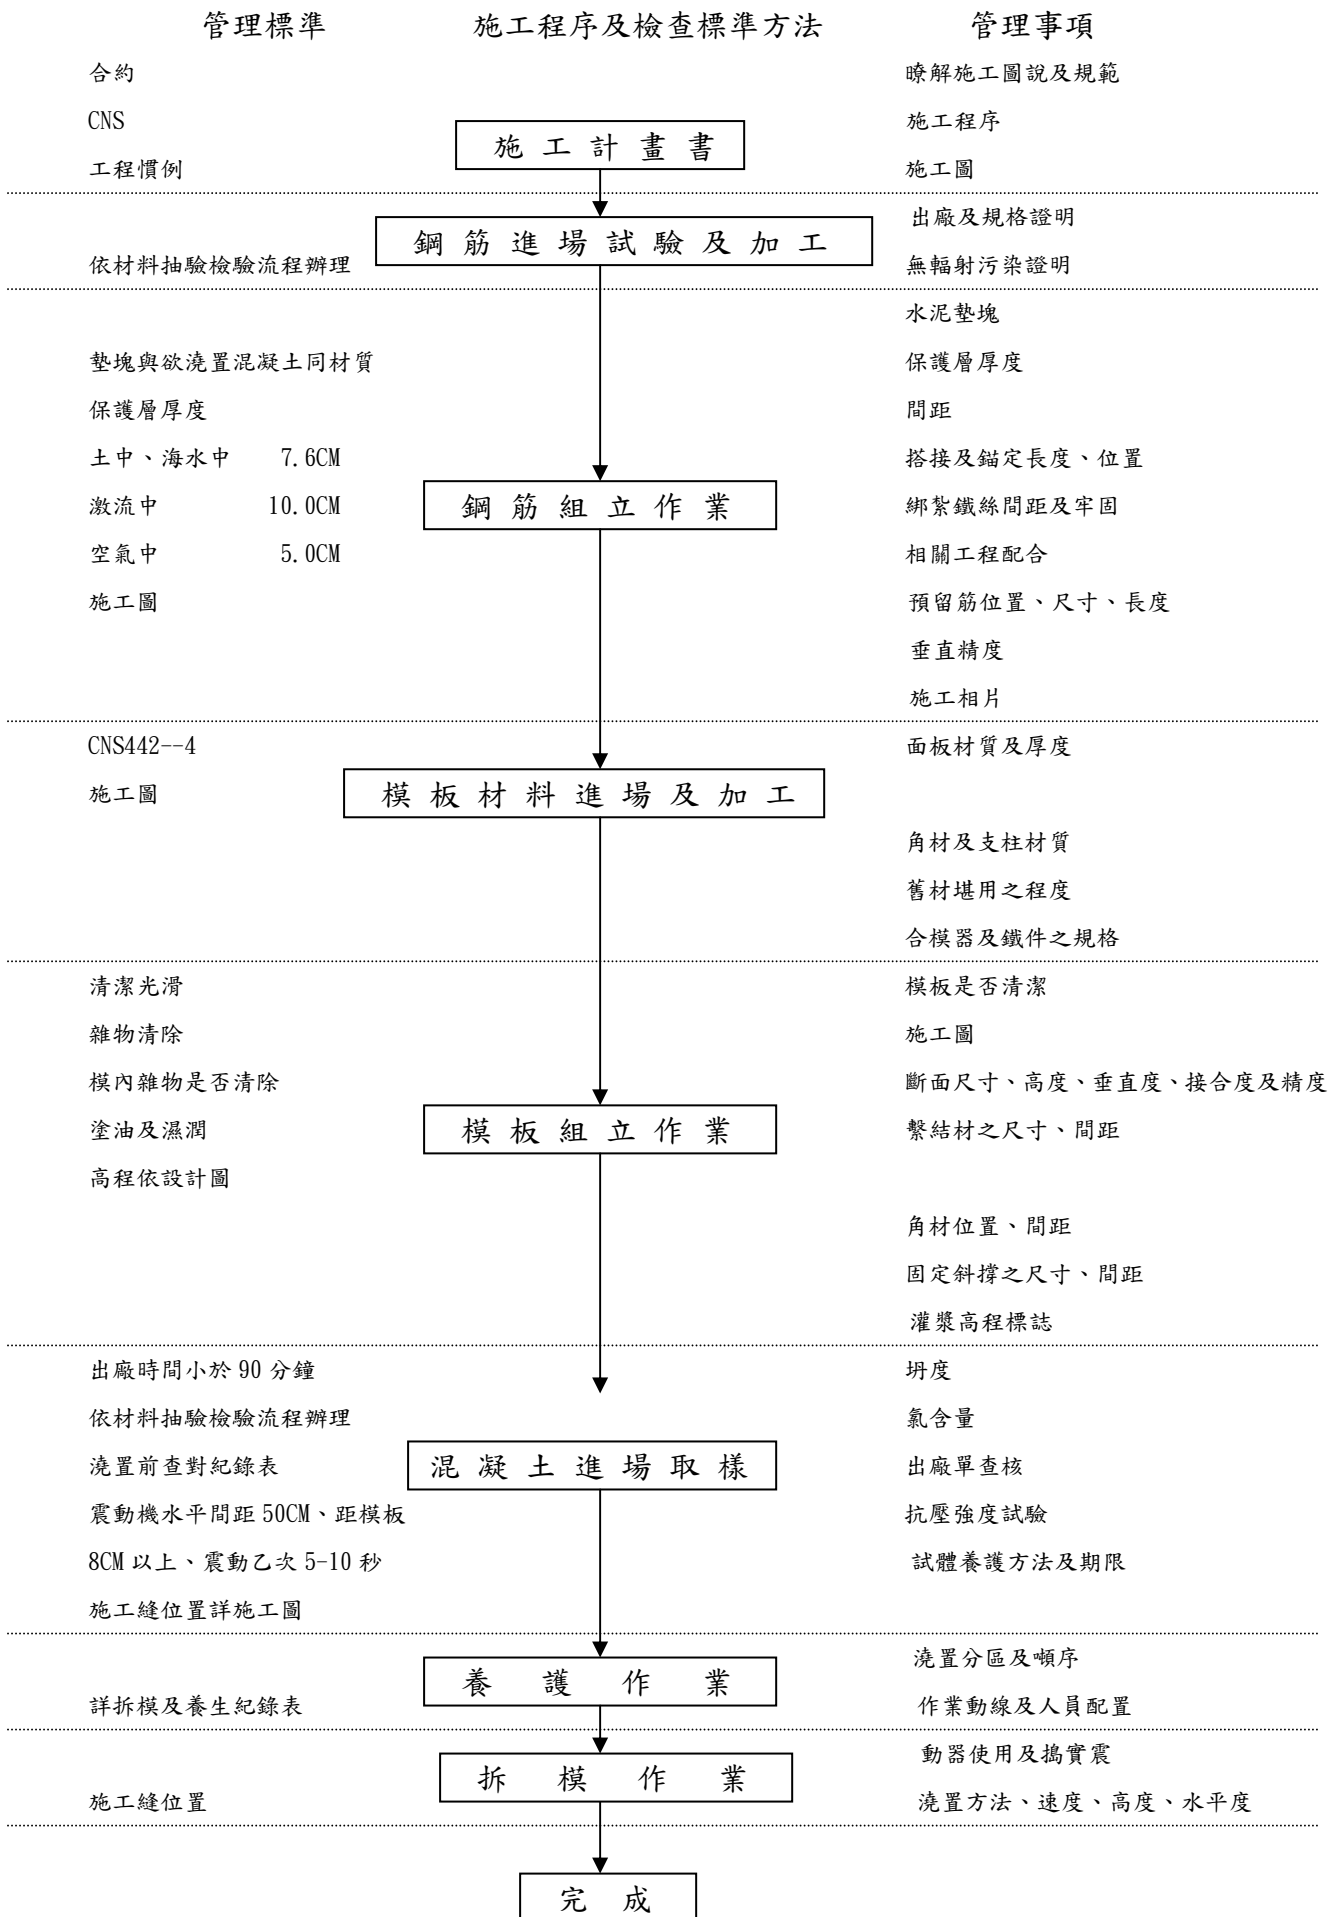 管理標準 施工程序及檢查標準方法 管理事項
合約 瞭解施工圖說及規範
CNS 施工程序
施工計畫書
工程慣例 施工圖
出廠及規格證明
鋼筋進場試驗及加工
依材料抽驗檢驗流程辦理 無輻射污染證明
水泥墊塊
墊塊與欲澆置混凝土同材質 保護層厚度
保護層厚度 間距
土中、海水中 7.6CM 搭接及錨定長度、位置
激流中 10.0CM 鋼筋組立作業 綁紮鐵絲間距及牢固
空氣中 5.0CM 相關工程配合
施工圖 預留筋位置、尺寸、長度
垂直精度
施工相片
CNS442--4 面板材質及厚度
施工圖 模板材料進場及加工
角材及支柱材質
舊材堪用之程度
合模器及鐵件之規格
清潔光滑 模板是否清潔
雜物清除 施工圖
模內雜物是否清除 斷面尺寸、高度、垂直度、接合度及精度
塗油及濕潤 模板組立作業 繫結材之尺寸、間距
高程依設計圖
角材位置、間距
固定斜撐之尺寸、間距
灌漿高程標誌
出廠時間小於 90 分鐘 坍度
依材料抽驗檢驗流程辦理 氯含量
澆置前查對紀錄表 混凝土進場取樣 出廠單查核
震動機水平間距 50CM、距模板 抗壓強度試驗
8CM 以上、震動乙次 5-10 秒 試體養護方法及期限
施工縫位置詳施工圖
澆置分區及順序
養護作業
詳拆模及養生紀錄表 作業動線及人員配置
動器使用及搗實震
拆模作業
施工縫位置 澆置方法、速度、高度、水平度
完成